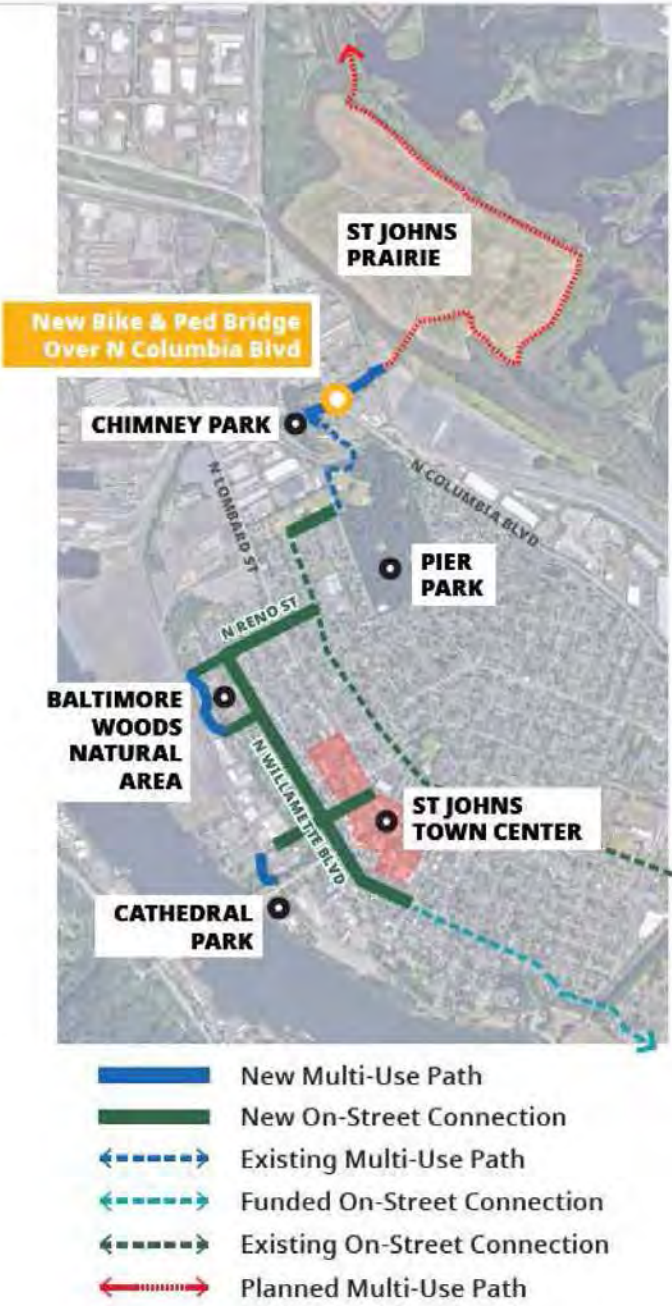 ST JOHNS
PRAIRIE
New Bike & Ped Bridge
Over N Columbia Blvd
CHIMNEY PARK
N LOMBARD ST
N COLUMBIA BLVD
PIER
PARK
N RENO ST
BALTIMORE
WOODS
NATURAL
AREA
N WILLAMETTE BLVD
ST JOHNS
TOWN CENTER
CATHEDRAL
PARK
New Multi-Use Path
New On-Street Connection
Existing Multi-Use Path
Funded On-Street Connection
Existing On-Street Connection
Planned Multi-Use Path